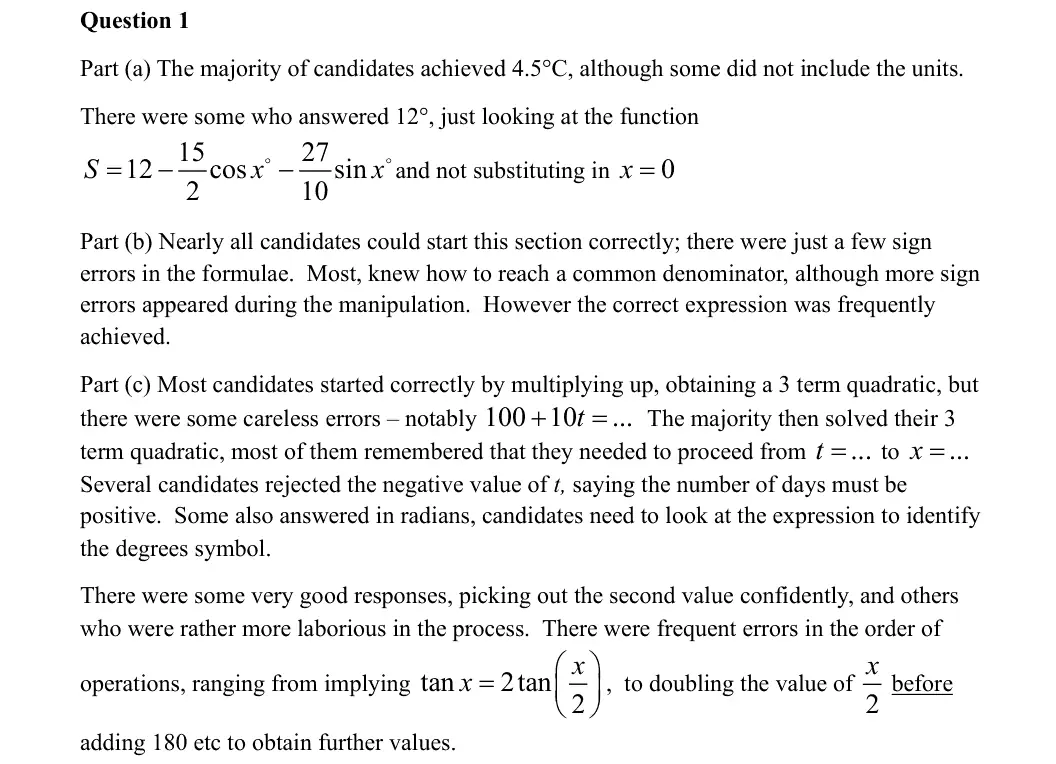 Question 1
Part (a) The majority of candidates achieved 4.5°C, although some did not include the units.
There were some who answered 12°, just looking at the function
S = 12 − 15/2 cos x° − 27/10 sin x° and not substituting in x = 0
Part (b) Nearly all candidates could start this section correctly; there were just a few sign
errors in the formulae.  Most, knew how to reach a common denominator, although more sign
errors appeared during the manipulation.  However the correct expression was frequently
achieved.
Part (c) Most candidates started correctly by multiplying up, obtaining a 3 term quadratic, but
there were some careless errors – notably 100 + 10t = ...  The majority then solved their 3
term quadratic, most of them remembered that they needed to proceed from t = ... to x = ...
Several candidates rejected the negative value of t, saying the number of days must be
positive.  Some also answered in radians, candidates need to look at the expression to identify
the degrees symbol.
There were some very good responses, picking out the second value confidently, and others
who were rather more laborious in the process.  There were frequent errors in the order of
operations, ranging from implying tan x = 2 tan(x/2), to doubling the value of x/2 before
adding 180 etc to obtain further values.